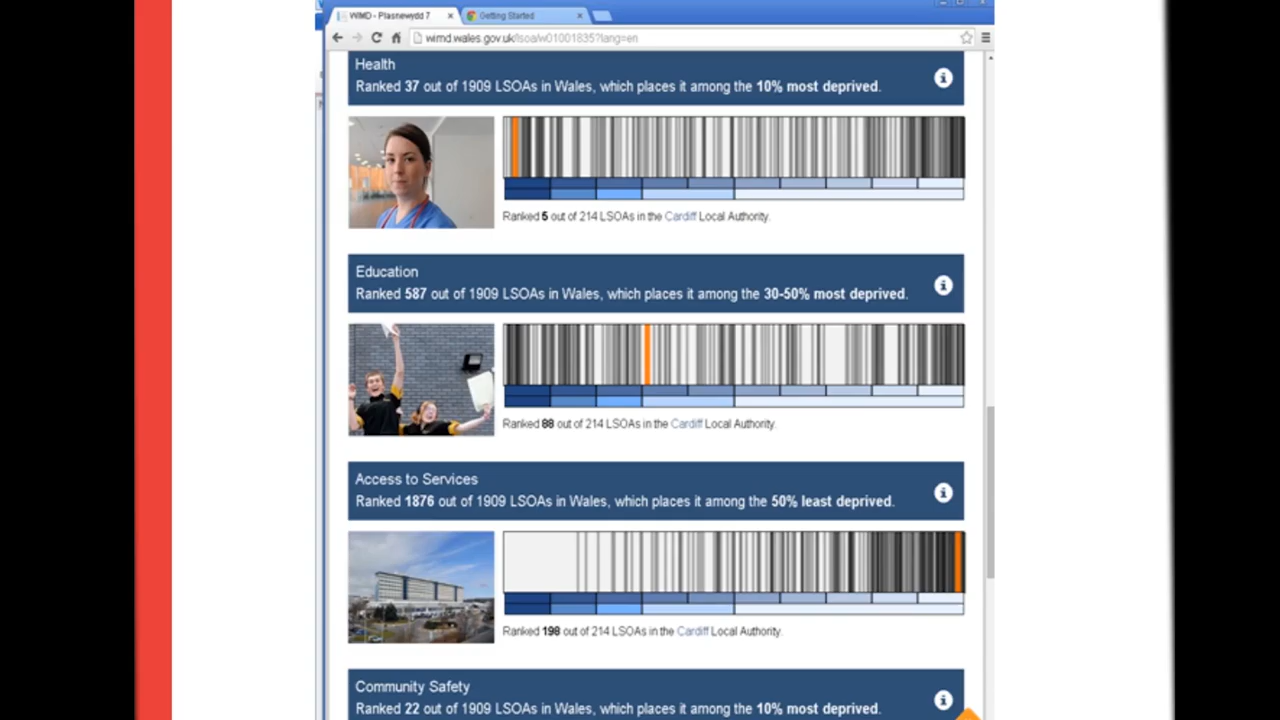 WIMD - Plasnewydd 7
Getting Started
wimd.wales.gov.uk/lsoa/w01001835?lang=en
Health
Ranked 37 out of 1909 LSOAs in Wales, which places it among the 10% most deprived.
Ranked 5 out of 214 LSOAs in the Cardiff Local Authority.
Education
Ranked 587 out of 1909 LSOAs in Wales, which places it among the 30-50% most deprived.
Ranked 88 out of 214 LSOAs in the Cardiff Local Authority.
Access to Services
Ranked 1876 out of 1909 LSOAs in Wales, which places it among the 50% least deprived.
Ranked 198 out of 214 LSOAs in the Cardiff Local Authority.
Community Safety
Ranked 22 out of 1909 LSOAs in Wales, which places it among the 10% most deprived.